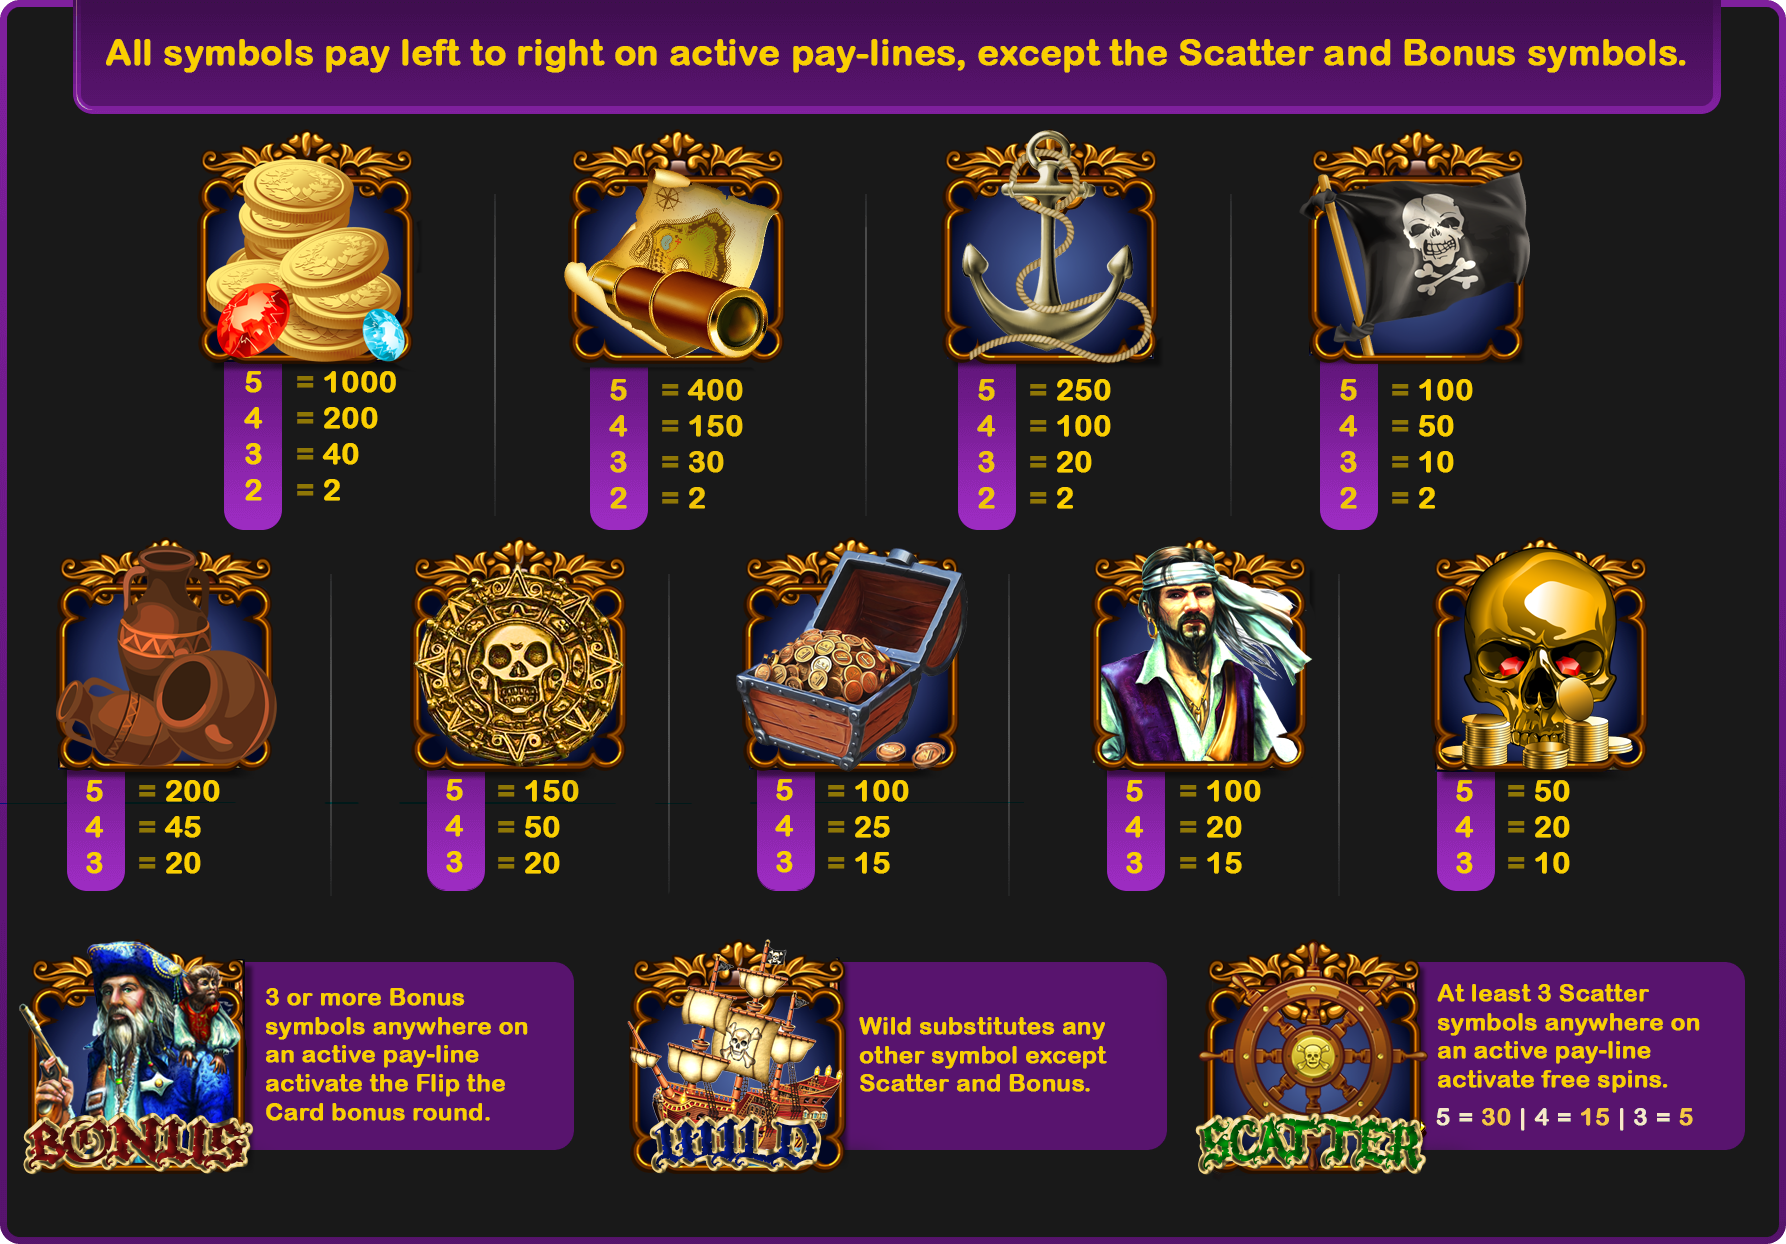 All symbols pay left to right on active pay-lines, except the Scatter and Bonus symbols.
5 = 1000
4 = 200
3 = 40
2 = 2
5 = 400
4 = 150
3 = 30
2 = 2
5 = 250
4 = 100
3 = 20
2 = 2
5 = 100
4 = 50
3 = 10
2 = 2
5 = 200
4 = 45
3 = 20
5 = 150
4 = 50
3 = 20
5 = 100
4 = 25
3 = 15
5 = 100
4 = 20
3 = 15
5 = 50
4 = 20
3 = 10
BONUS
3 or more Bonus
symbols anywhere on
an active pay-line
activate the Flip the
Card bonus round.
WILD
Wild substitutes any
other symbol except
Scatter and Bonus.
SCATTER
At least 3 Scatter
symbols anywhere on
an active pay-line
activate free spins.
5 = 30 | 4 = 15 | 3 = 5